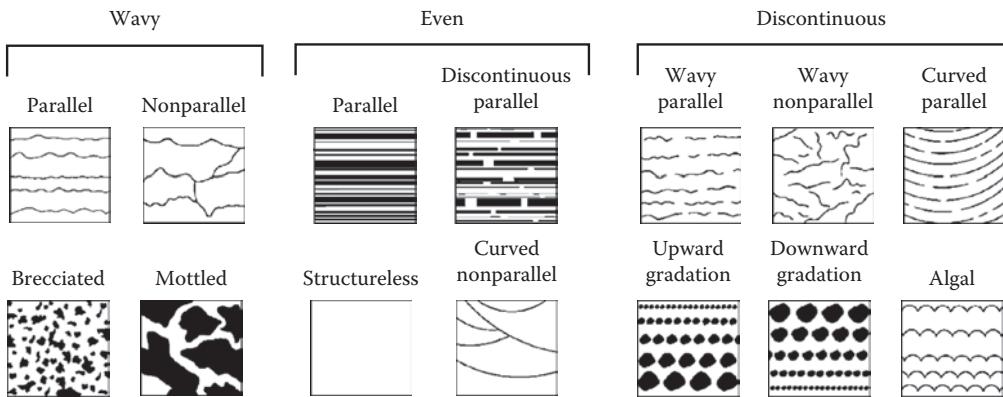 Wavy
Even
Discontinuous
Parallel
Nonparallel
Parallel
Discontinuous
parallel
Wavy
parallel
Wavy
nonparallel
Curved
parallel
Brecciated
Mottled
Structureless
Curved
nonparallel
Upward
gradation
Downward
gradation
Algal